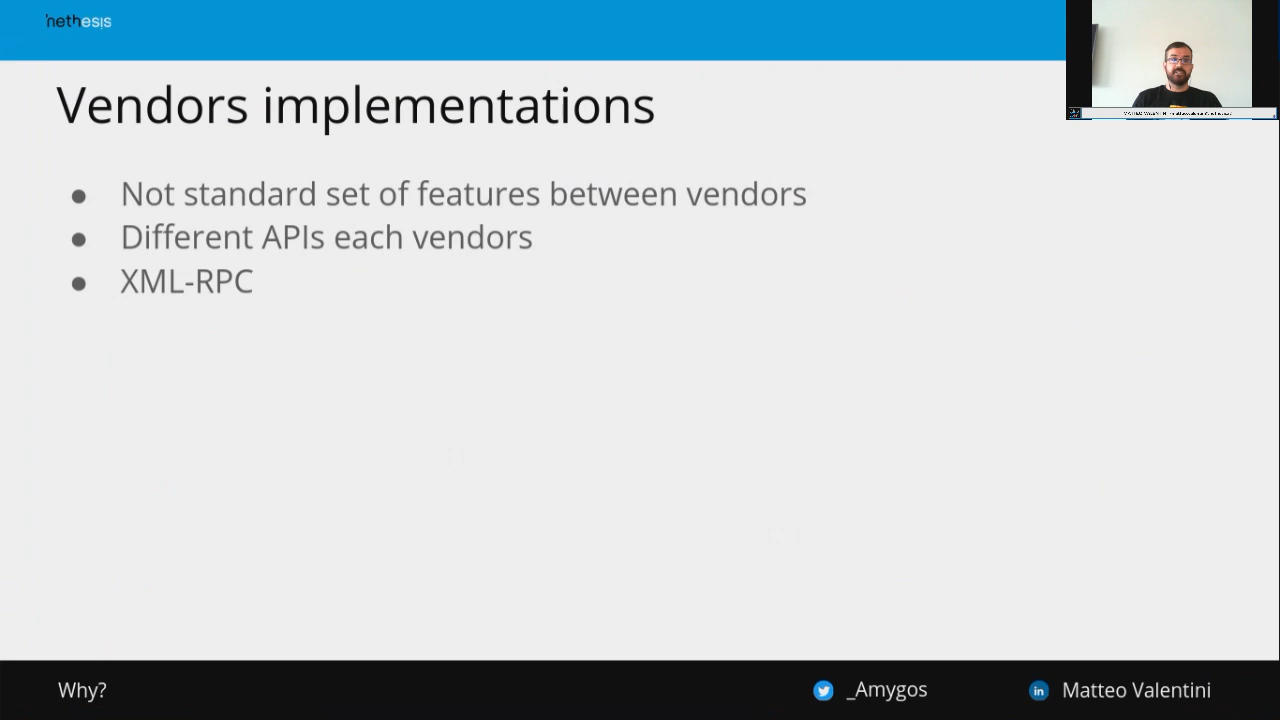 nethesis
Vendors implementations
● Not standard set of features between vendors
● Different APIs each vendors
● XML-RPC
Why?
_Amygos
in
Matteo Valentini